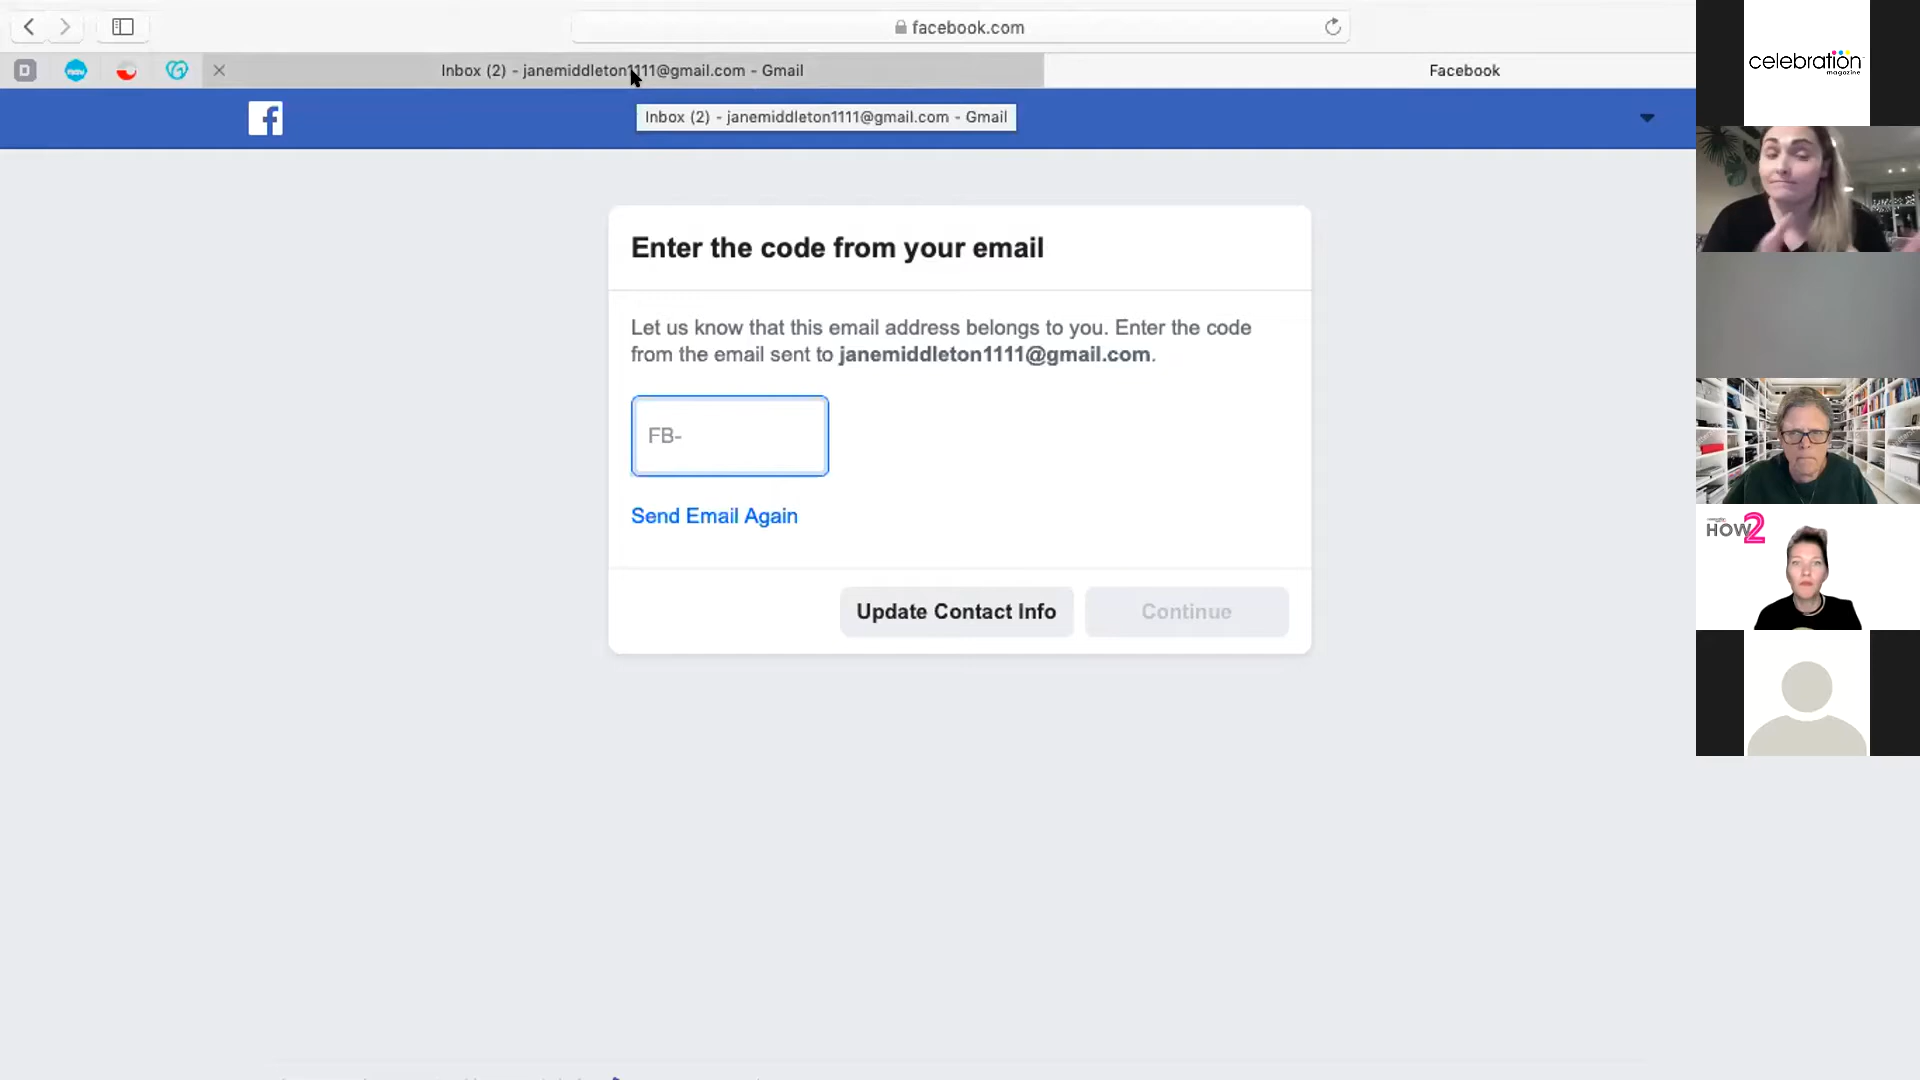 facebook.com
D
Inbox (2) - janemiddleton1111@gmail.com - Gmail
Facebook
Inbox (2) - janemiddleton1111@gmail.com - Gmail
Enter the code from your email
Let us know that this email address belongs to you. Enter the code
from the email sent to janemiddleton1111@gmail.com.
FB-
Send Email Again
Update Contact Info
Continue
celebration
magazine
HOW2